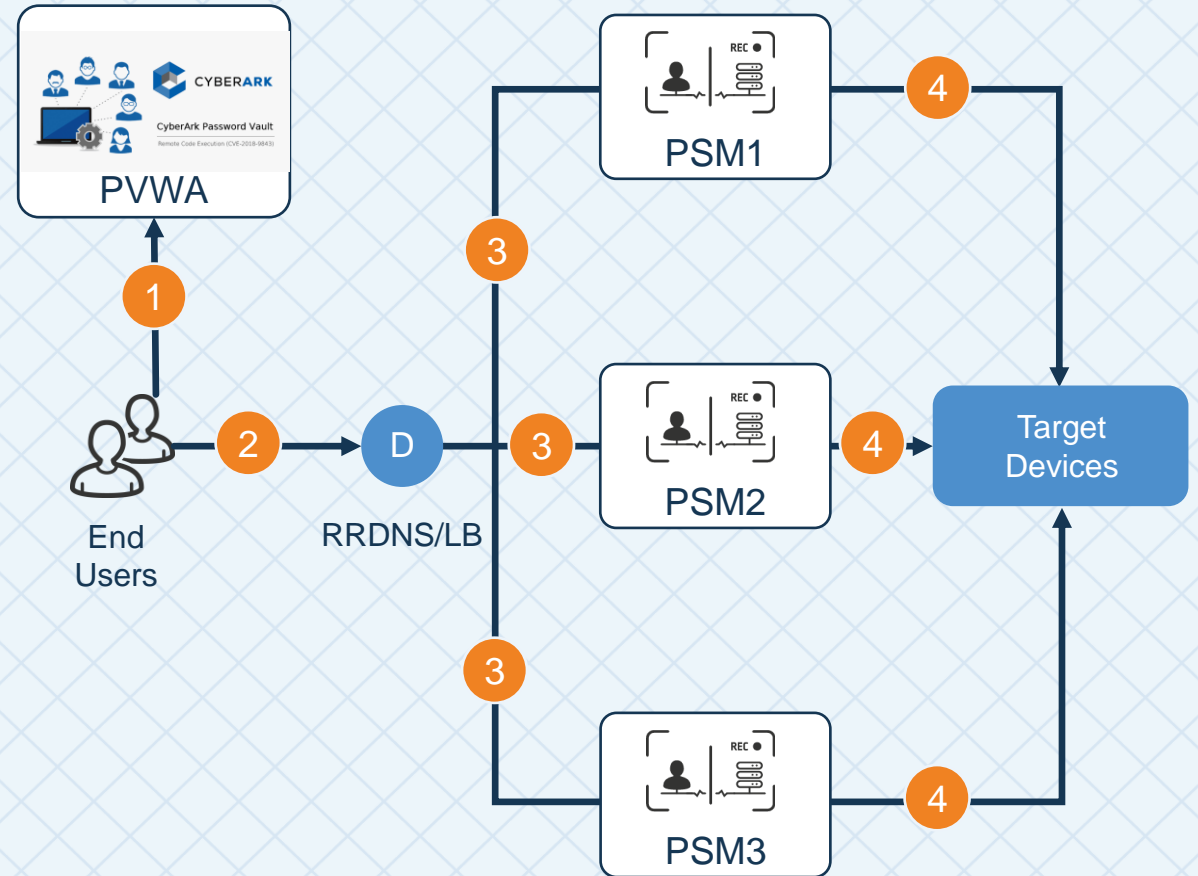 CYBERARK
CyberArk Password Vault
Remote Code Execution (CVE-2018-9843)
PVWA
1
End
Users
2
D
RRDNS/LB
3
3
3
REC
PSM1
REC
PSM2
REC
PSM3
4
4
4
Target
Devices